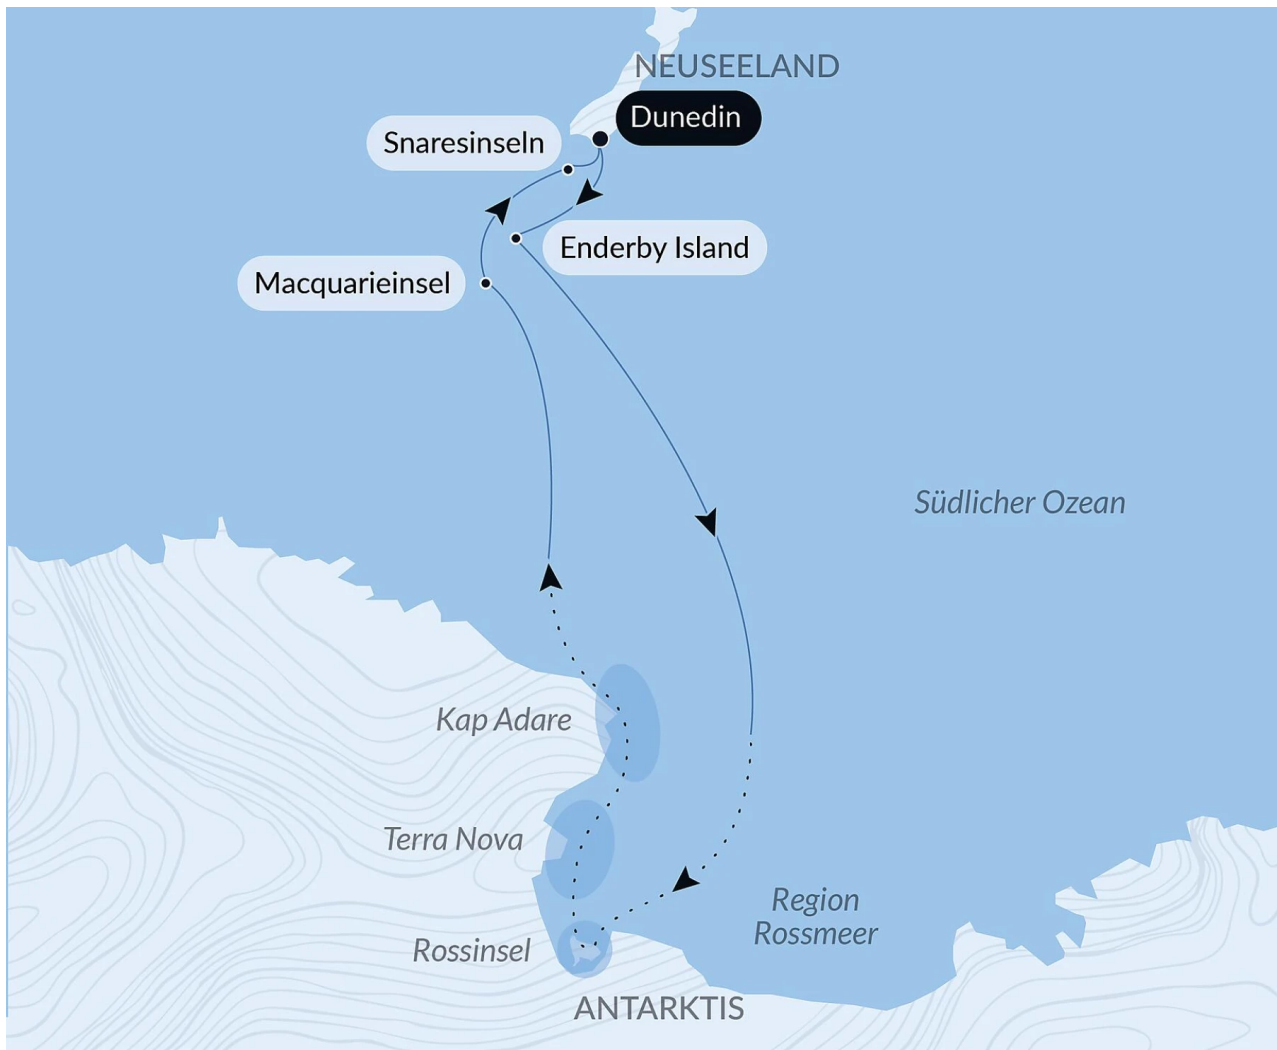 NEUSEELAND
Dunedin
Snaresinseln
Enderby Island
Macquarieinsel
Südlicher Ozean
Kap Adare
Terra Nova
Region
Rossmeer
Rossinsel
ANTARKTIS